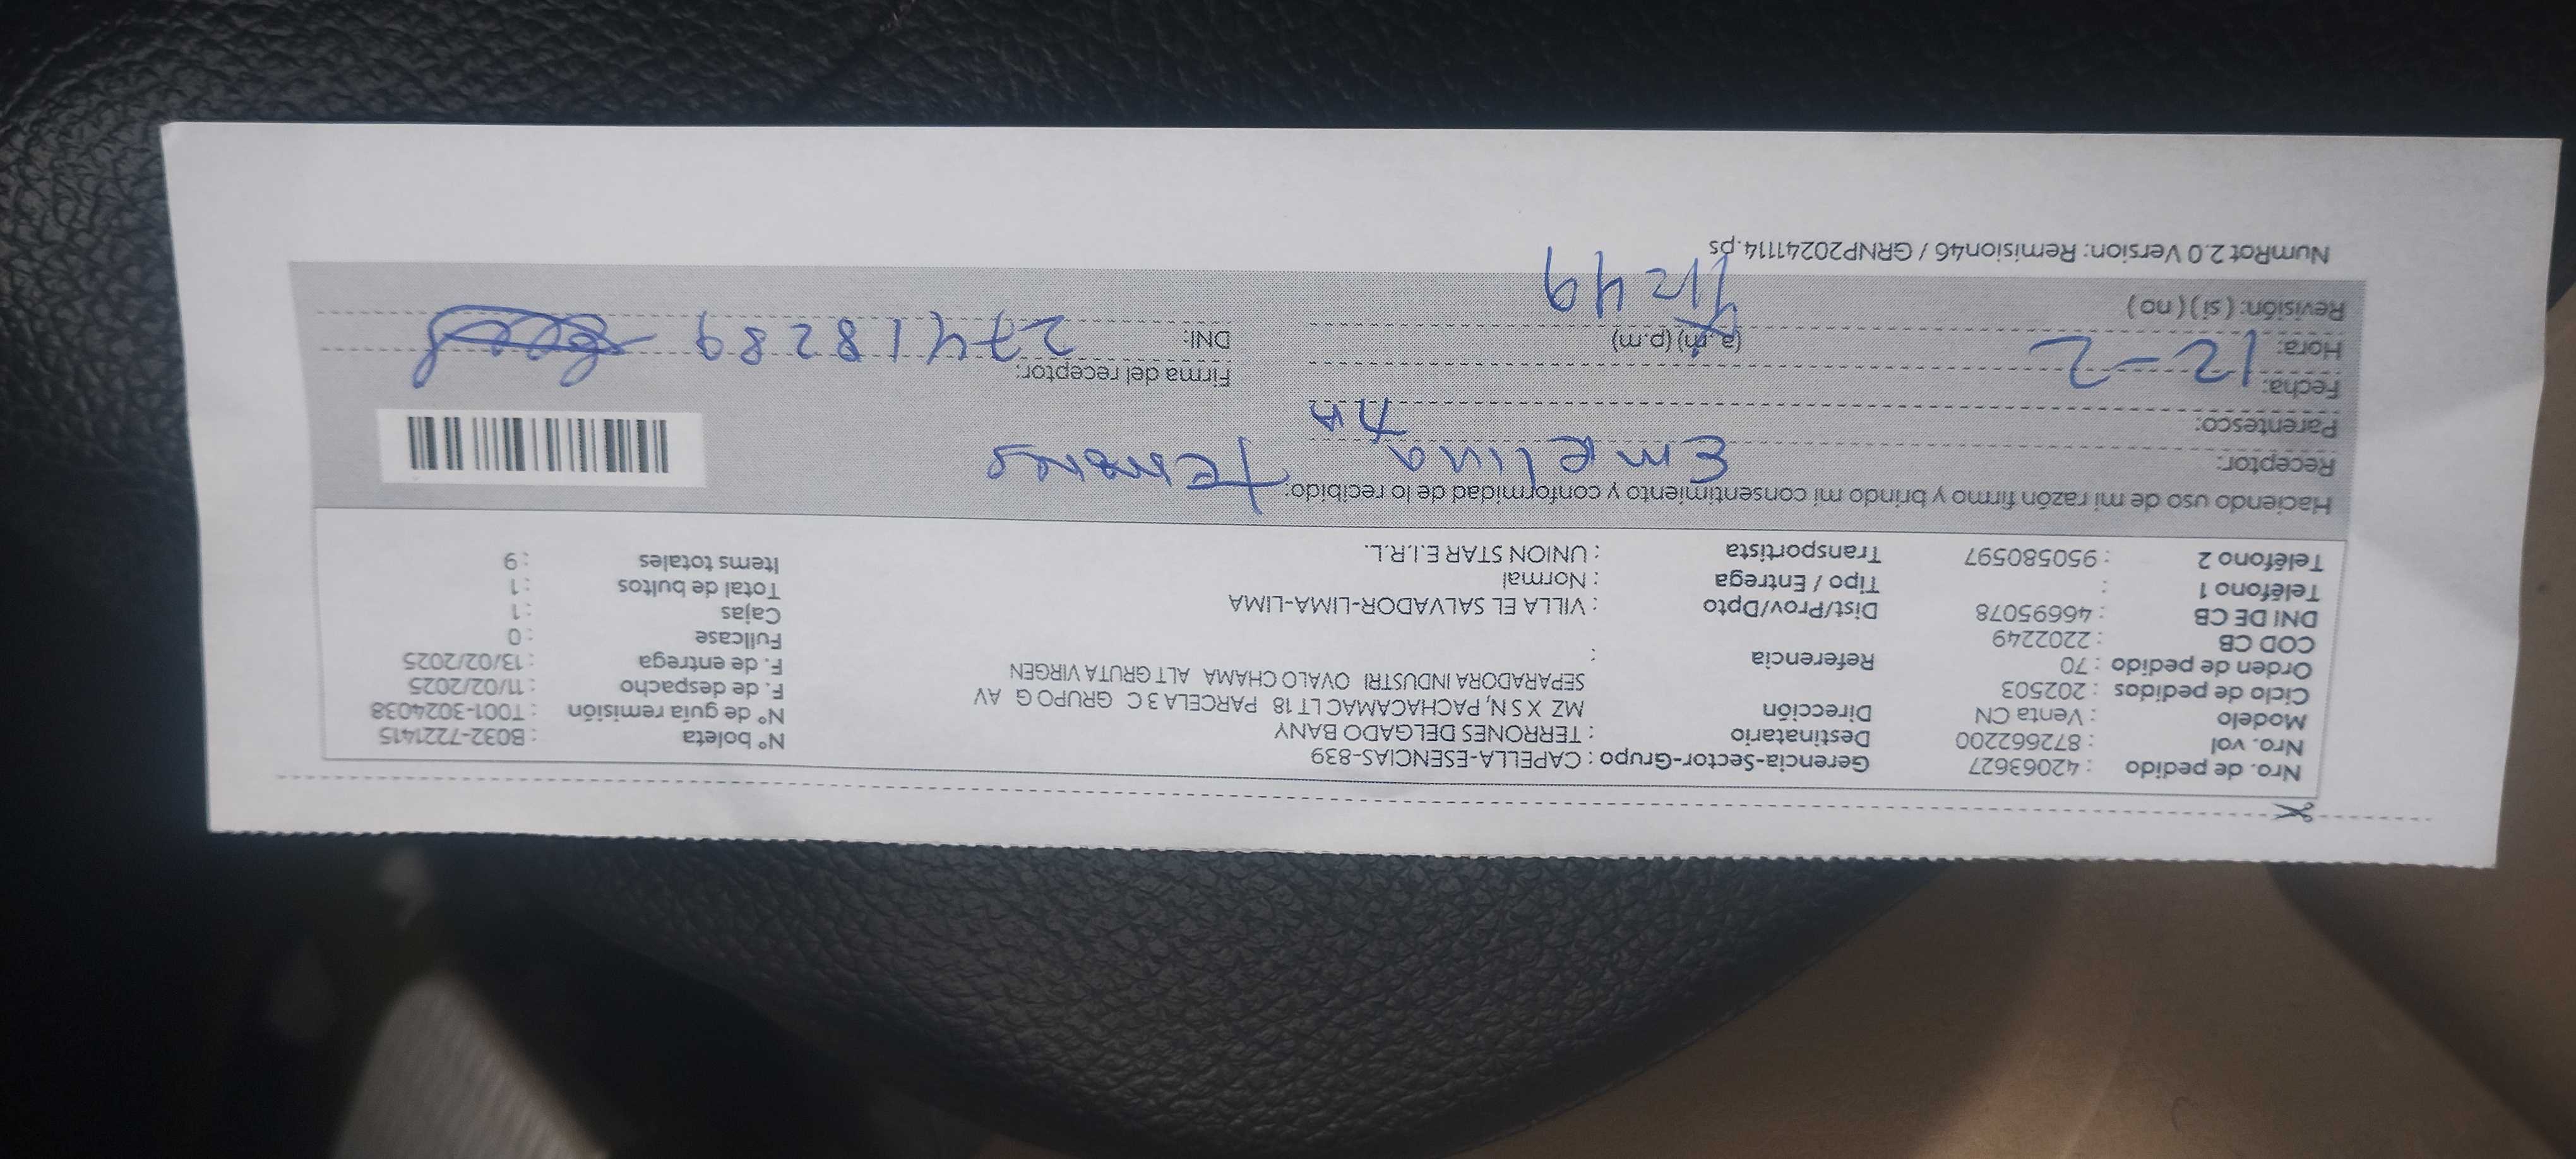 Nro. de pedido : 42063627 Gerencia-Sector-Grupo : CAPELLA-ESENCIAS-839 N° boleta : B032-7221415
Nro. vol : 872662200 Destinatario : TERRONES DELGADO BANY N° de guía remisión : T001-3024038
Modelo : Venta CN Dirección MZ X S N, PACHACAMAC LT 18 PARCELA 3 C GRUPO G AV F. de despacho : 11/02/2025
Ciclo de pedidos : 202503 SEPARADORA INDUSTRI OVALO CHAMA ALT GRUTA VIRGEN F. de entrega : 13/02/2025
Orden de pedido : 70 Referencia : Fullcase : 0
COD CB : 2202249 Dist/Prov/Dpto : VILLA EL SALVADOR-LIMA-LIMA Cajas : 1
DNI DE CB : 46695078 Tipo / Entrega : Normal Total de bultos : 1
Teléfono 1 : Transportista : UNION STAR E.I.R.L. Items totales : 9
Teléfono 2 : 950580597
Haciendo uso de mi razón firmo y brindo mi consentimiento y conformidad de lo recibido:
Receptor: Emelina
Parentesco:
Fecha: 12-2 Firma del receptor:
Hora: (a.m) (p.m) 11:49 DNI: 27418289
Revisión: ( si ) ( no )
NumRot 2.0 Version: Remision46 / GRNP20241114.ps